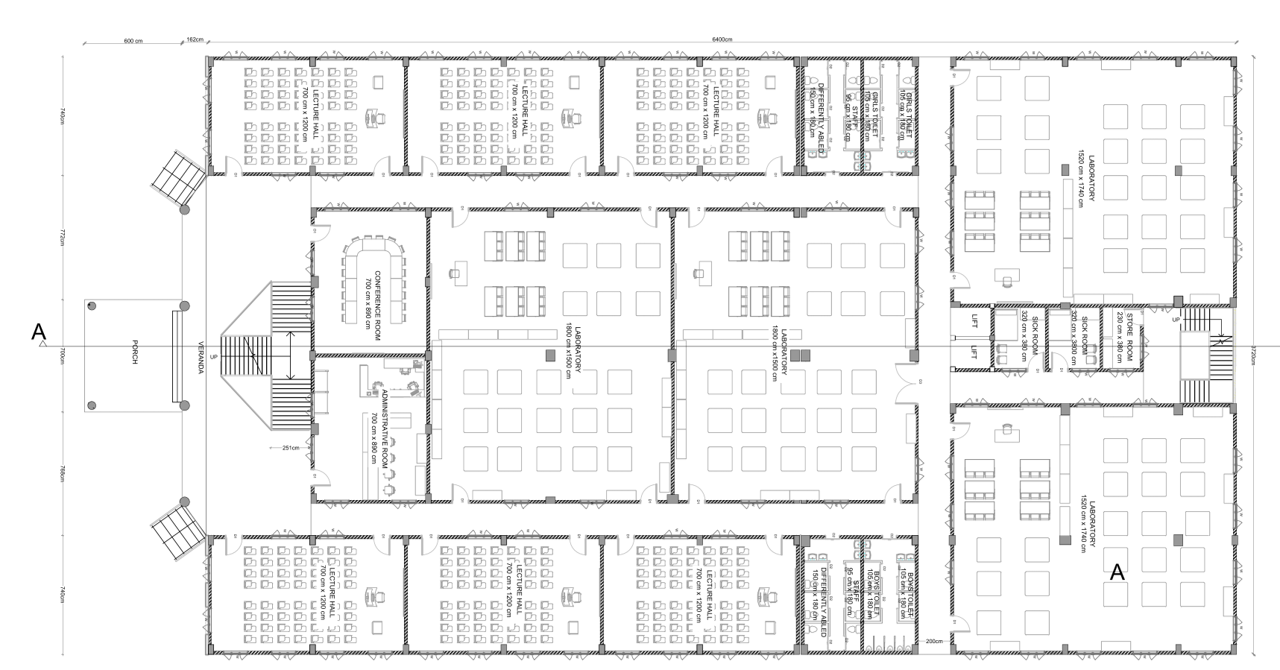 600 cm
162cm
6400cm
740cm
772cm
700cm
768cm
740cm
3720cm
251cm
200cm
LECTURE HALL
700 cm x 1200 cm
LECTURE HALL
700 cm x 1200 cm
LECTURE HALL
700 cm x 1200 cm
DIFFERENTLY ABLED
150 cm x 180 cm
STAFF
95 cm x 180 cm
GIRLS TOILET
105 cm x 180 cm
GIRLS TOILET
105 cm x 180 cm
LABORATORY
1520 cm x 1740 cm
CONFERENCE ROOM
700 cm x 890 cm
LABORATORY
1800 cm x1500 cm
LABORATORY
1800 cm x1500 cm
A
PORCH
VERANDA
UP
LIFT
LIFT
SICK ROOM
320 cm x 380 cm
SICK ROOM
320 cm x 3800 cm
STORE ROOM
230 cm x 380 cm
UP
ADMINISTRATIVE ROOM
700 cm x 890 cm
LABORATORY
1520 cm x 1740 cm
A
LECTURE HALL
700 cm x 1200 cm
LECTURE HALL
700 cm x 1200 cm
LECTURE HALL
700 cm x 1200 cm
DIFFERENTLY ABLED
150 cm x 180 cm
STAFF
95 cm x 180 cm
BOYS TOILET
105 cm x 180 cm
BOYS TOILET
105 cm x 180 cm